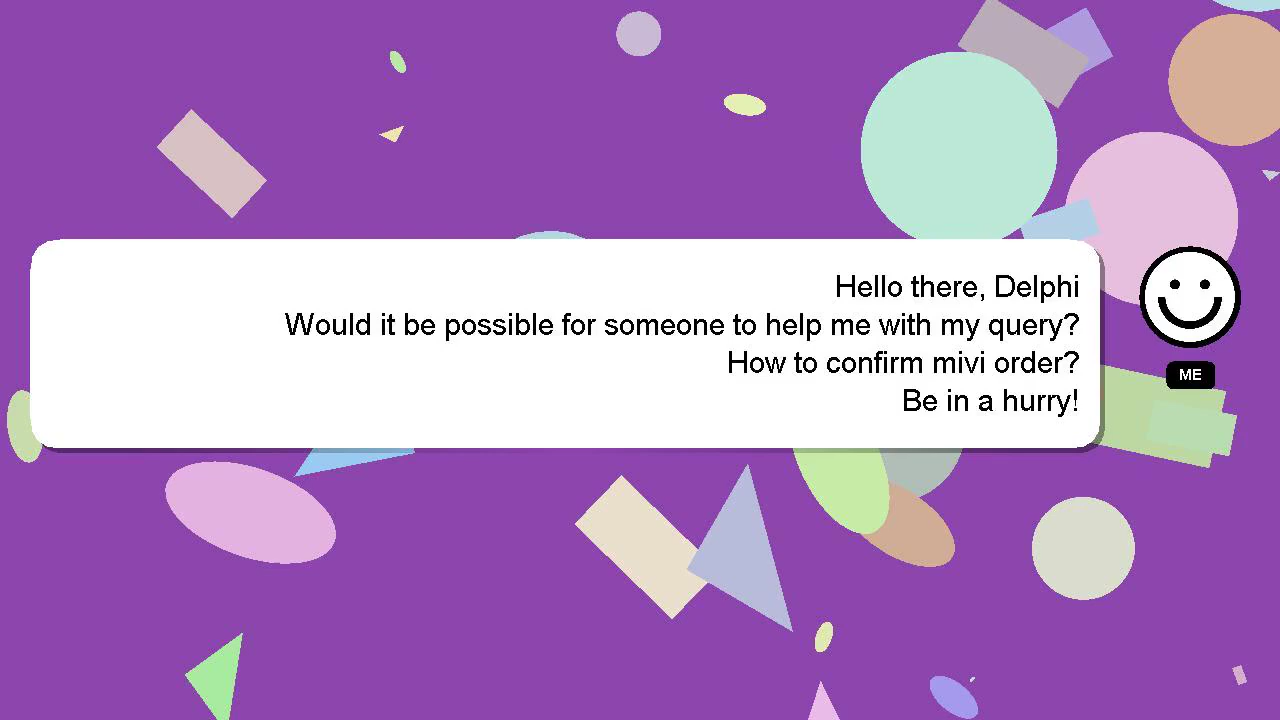 Hello there, Delphi
Would it be possible for someone to help me with my query?
How to confirm mivi order?
Be in a hurry!
ME